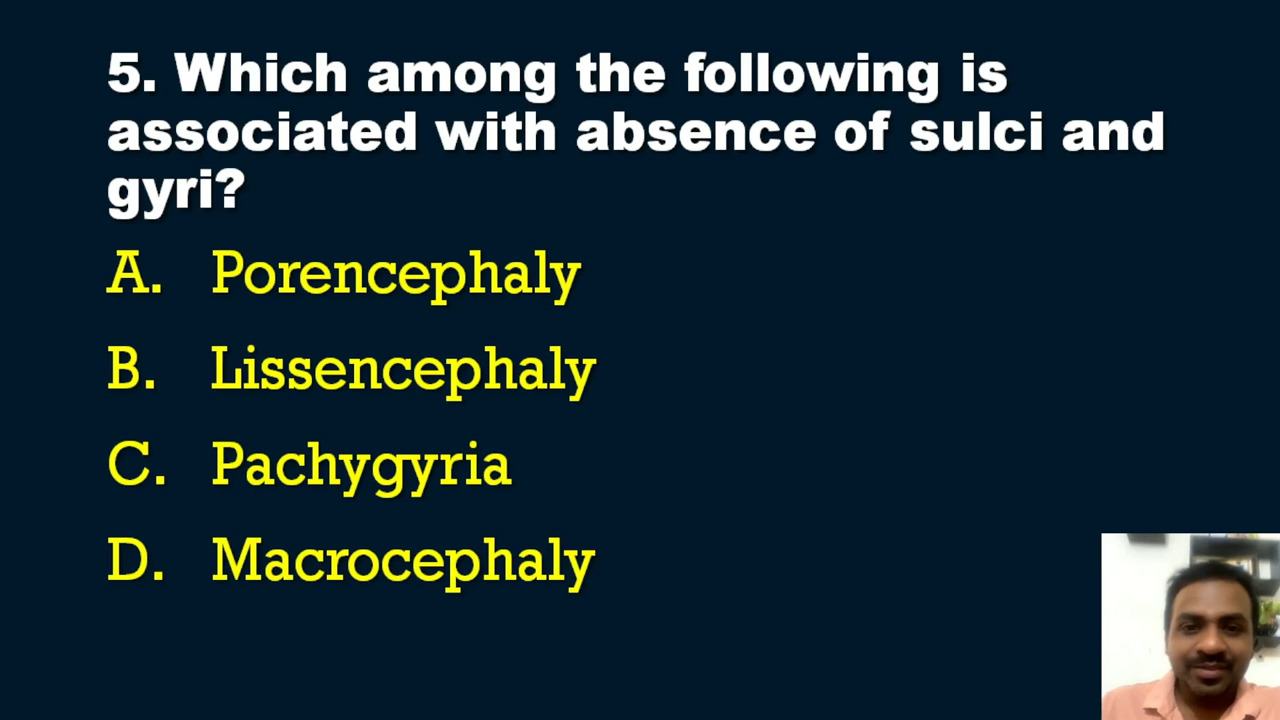 5. Which among the following is
associated with absence of sulci and
gyri?
A. Porencephaly
B. Lissencephaly
C. Pachygyria
D. Macrocephaly